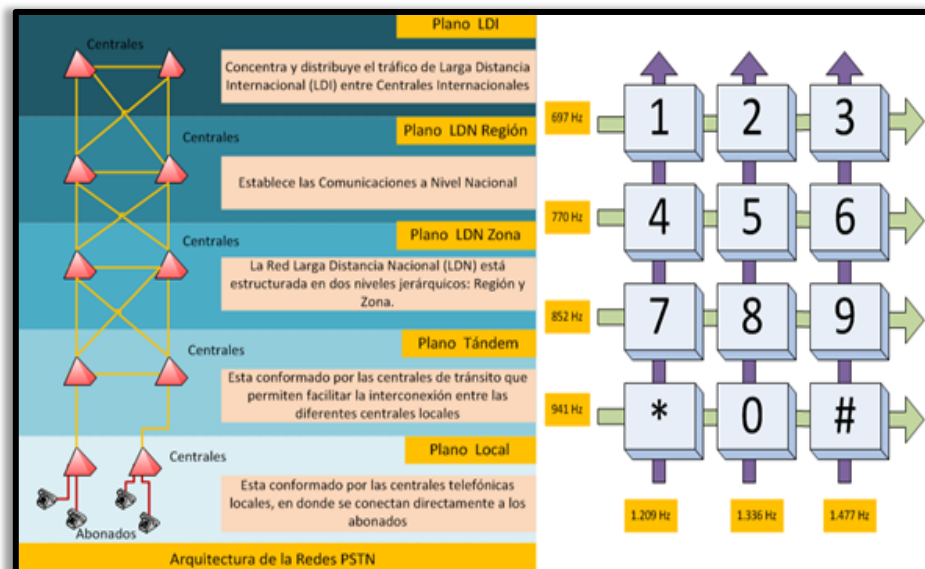 Plano LDI
Centrales
Concentra y distribuye el tráfico de Larga Distancia
Internacional (LDI) entre Centrales Internacionales
Plano LDN Región
Centrales
Establece las Comunicaciones a Nivel Nacional
Plano LDN Zona
Centrales
La Red Larga Distancia Nacional (LDN) está
estructurada en dos niveles jerárquicos: Región y
Zona.
Plano Tándem
Centrales
Esta conformado por las centrales de tránsito que
permiten facilitar la interconexión entre las
diferentes centrales locales
Plano Local
Centrales
Esta conformado por las centrales telefónicas
locales, en donde se conectan directamente a los
abonados
Abonados
Arquitectura de la Redes PSTN
697 Hz
1 2 3
770 Hz
4 5 6
852 Hz
7 8 9
941 Hz
* 0 #
1.209 Hz
1.336 Hz
1.477 Hz